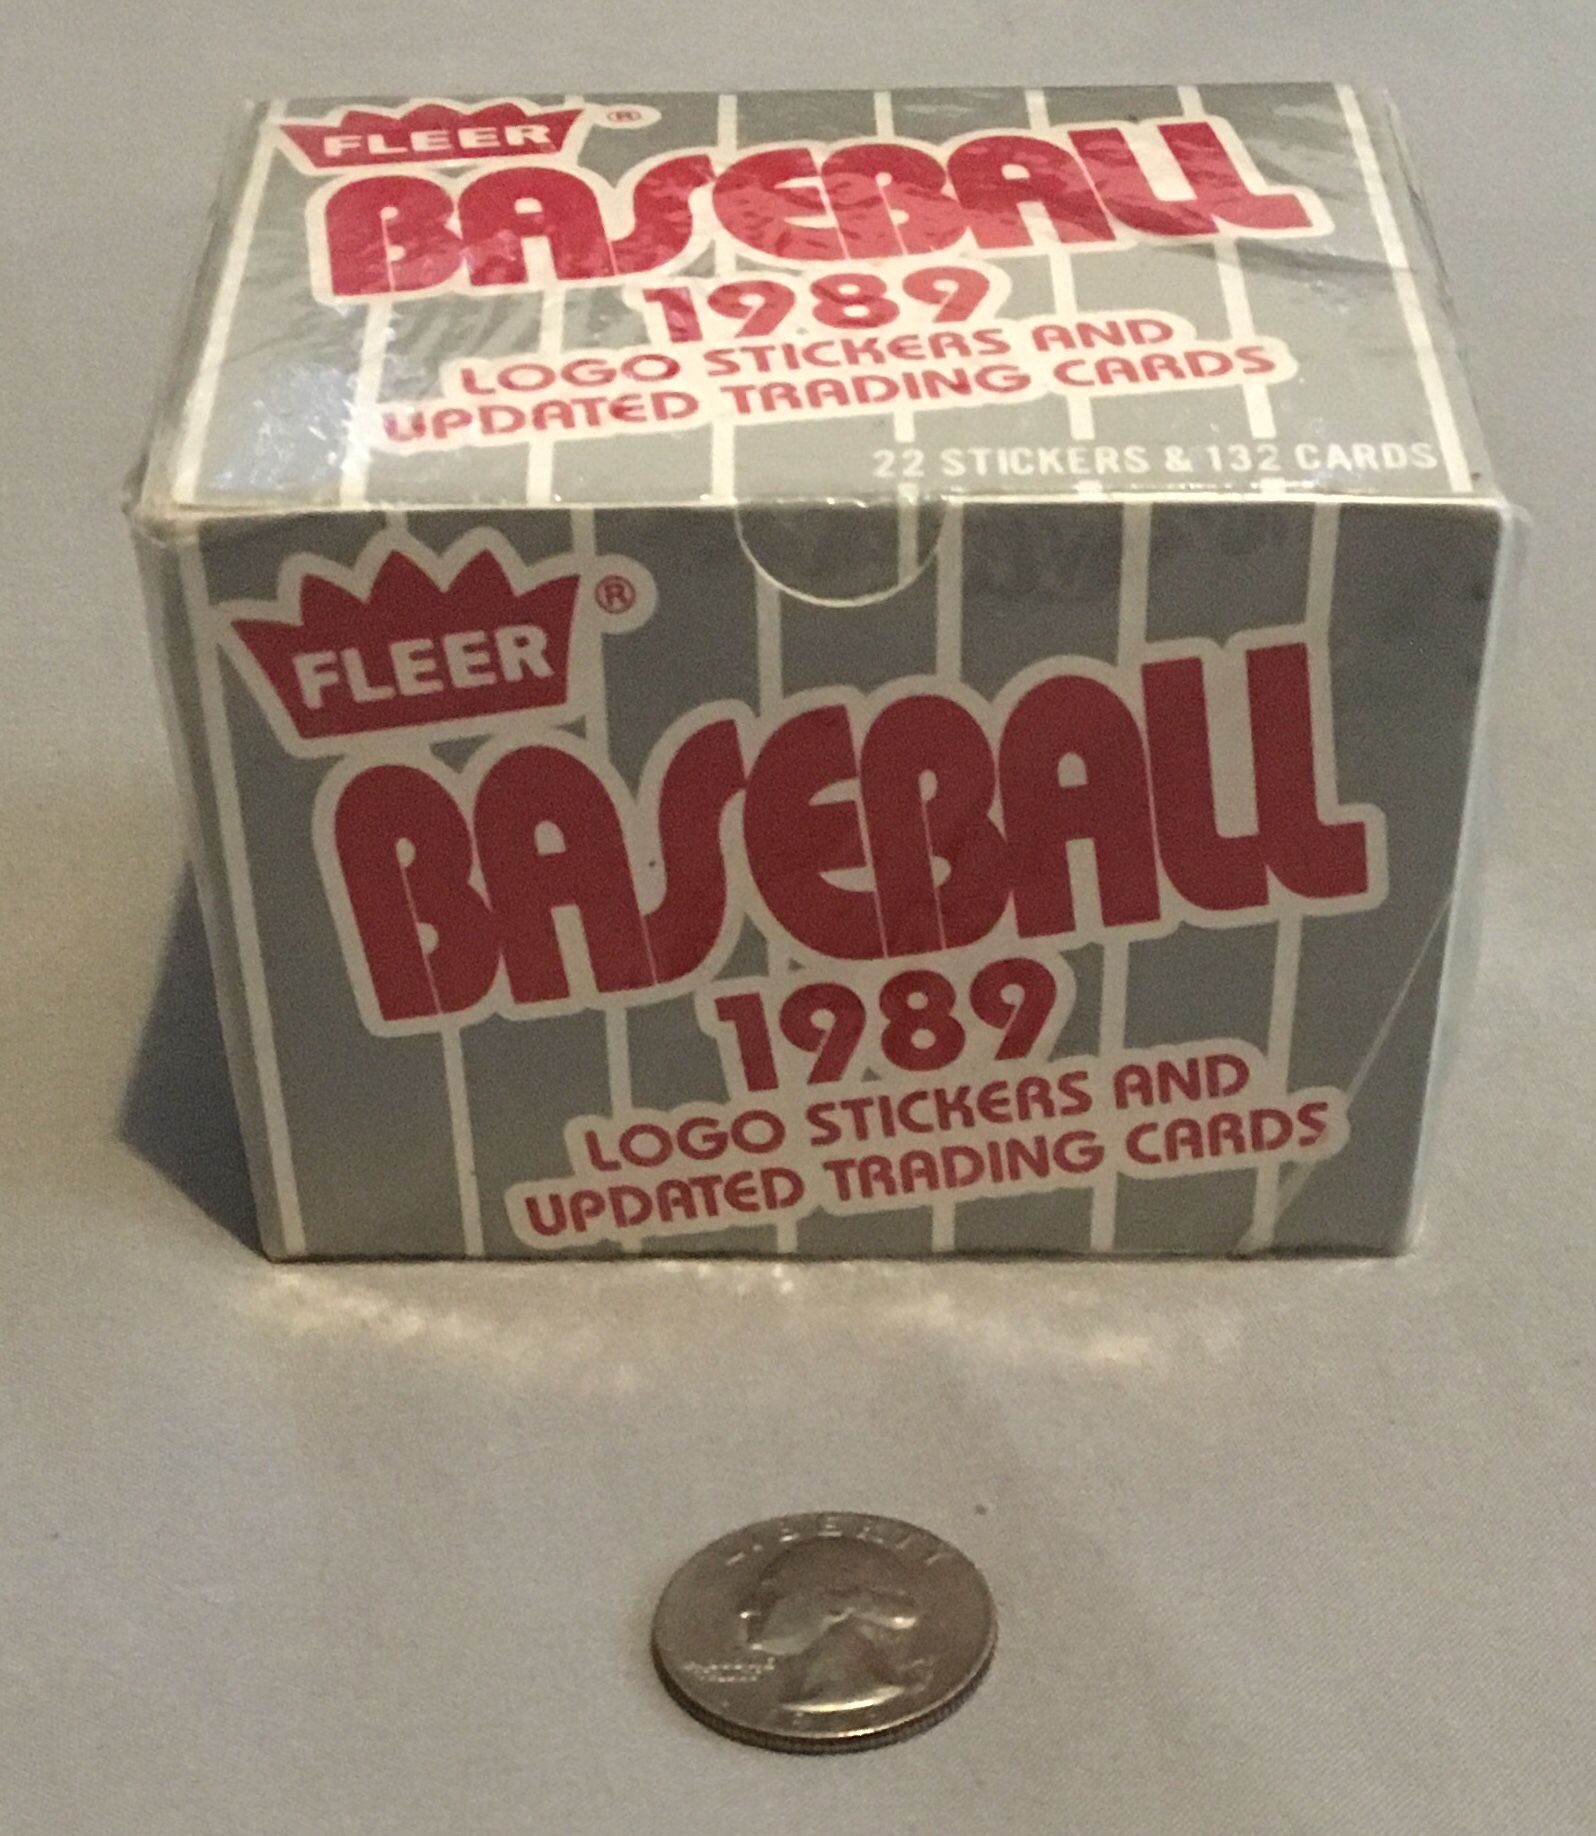 FLEER ®
BASEBALL
1989
LOGO STICKERS AND
UPDATED TRADING CARDS
22 STICKERS & 132 CARDS
FLEER ®
BASEBALL
1989
LOGO STICKERS AND
UPDATED TRADING CARDS
LIBERTY